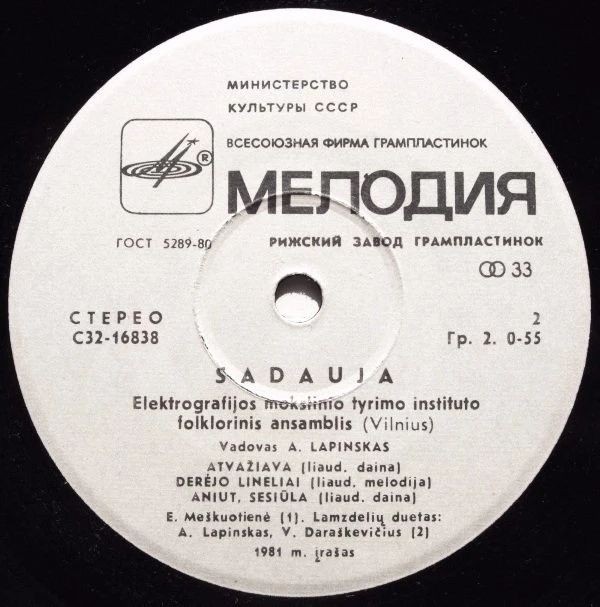 МИНИСТЕРСТВО
КУЛЬТУРЫ СССР
ВСЕСОЮЗНАЯ ФИРМА ГРАМПЛАСТИНОК
®
МЕЛОДИЯ
ГОСТ 5289-80 РИЖСКИЙ ЗАВОД ГРАМПЛАСТИНОК
33
СТЕРЕО 2
С32-16838 Гр. 2. 0-55
SADAUJA
Elektrografijos mokslinio tyrimo instituto
folklorinis ansamblis (Vilnius)
Vadovas A. LAPINSKAS
ATVAŽIAVA (liaud. daina)
DERĖJO LINELIAI (liaud. melodija)
ANIUT, SESIŪLA (liaud. daina)
E. Meškuotienė (1). Lamzdelių duetas:
A. Lapinskas, V. Daraškevičius (2)
1981 m. įrašas